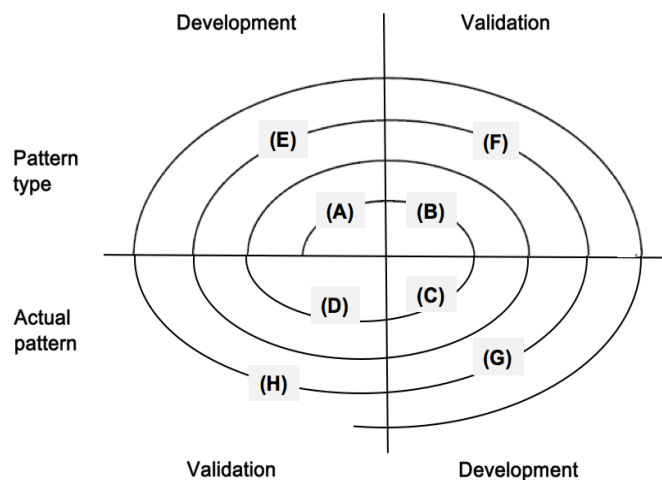 Development
Validation
(E)
(F)
Pattern
type
(A)
(B)
(D)
(C)
Actual
pattern
(G)
(H)
Validation
Development